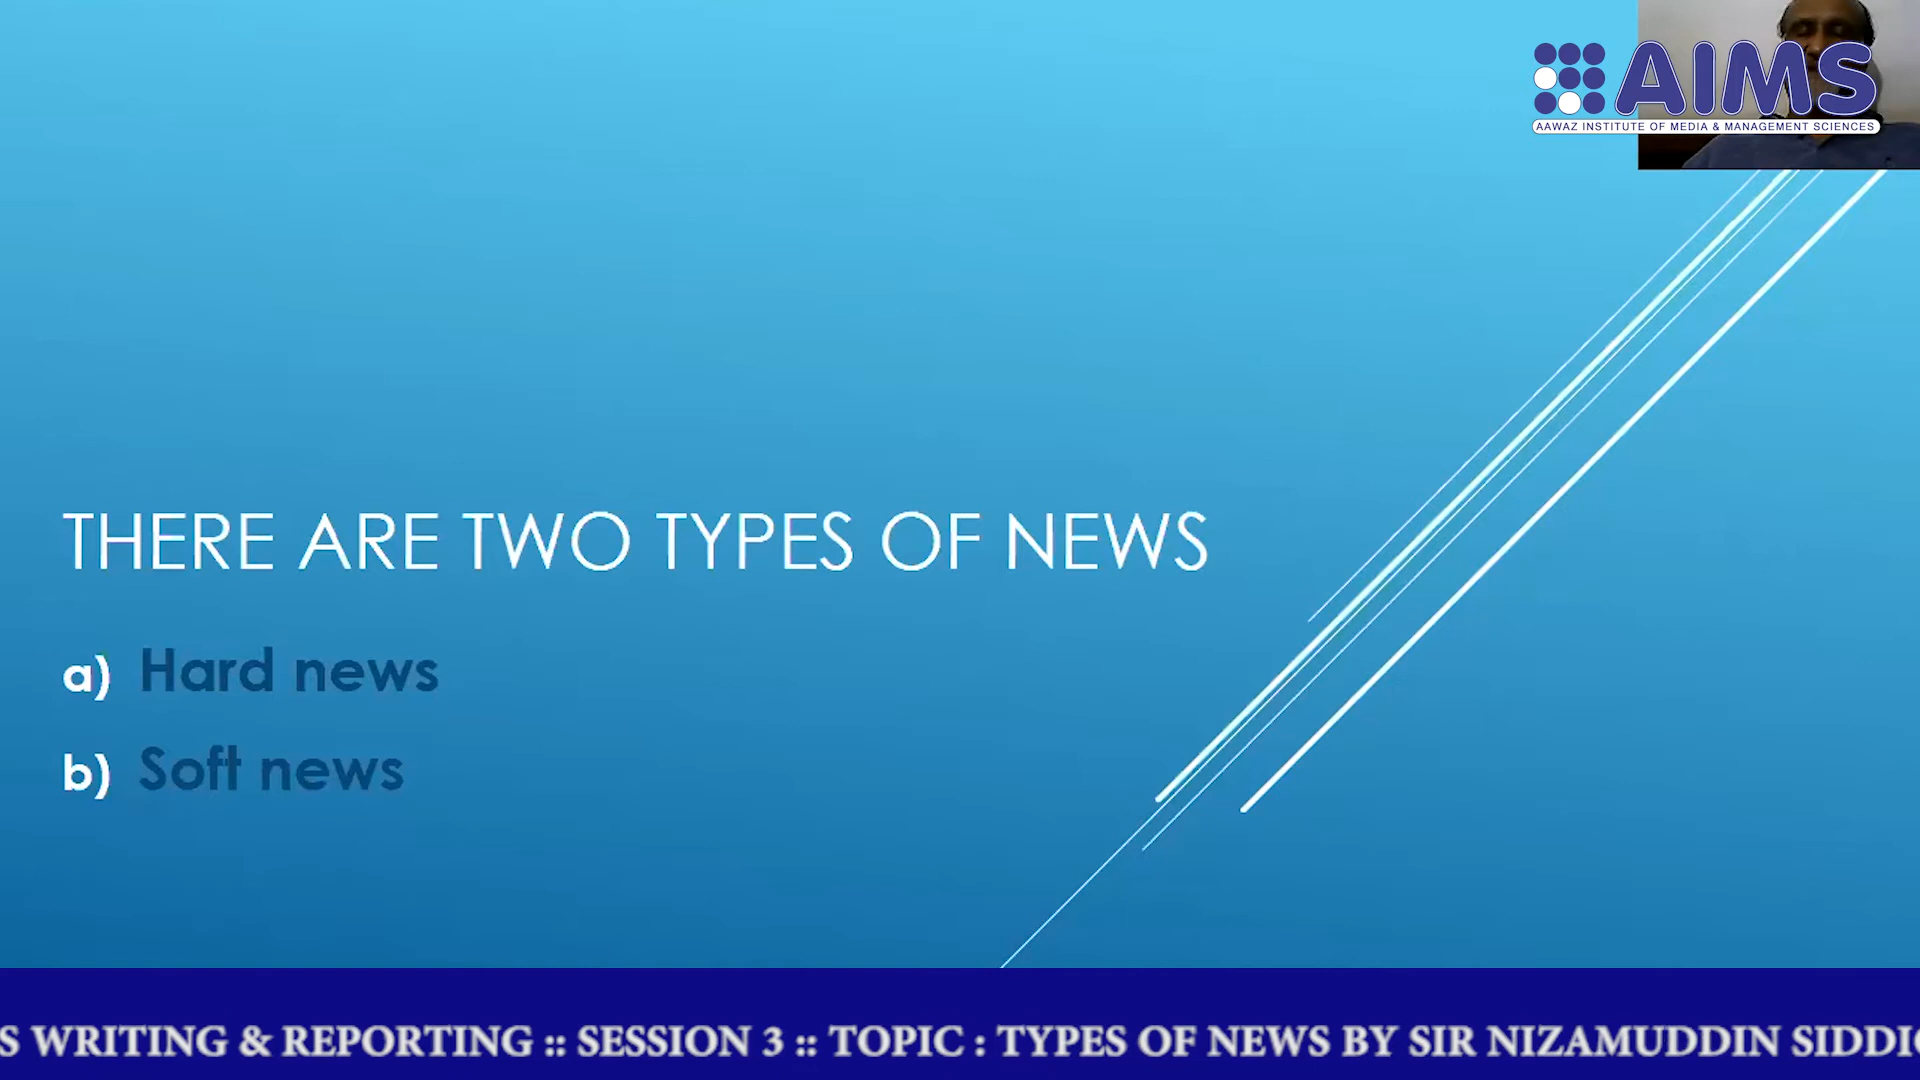 AIMS
AAWAZ INSTITUTE OF MEDIA & MANAGEMENT SCIENCES
THERE ARE TWO TYPES OF NEWS
a) Hard news
b) Soft news
S WRITING & REPORTING :: SESSION 3 :: TOPIC : TYPES OF NEWS BY SIR NIZAMUDDIN